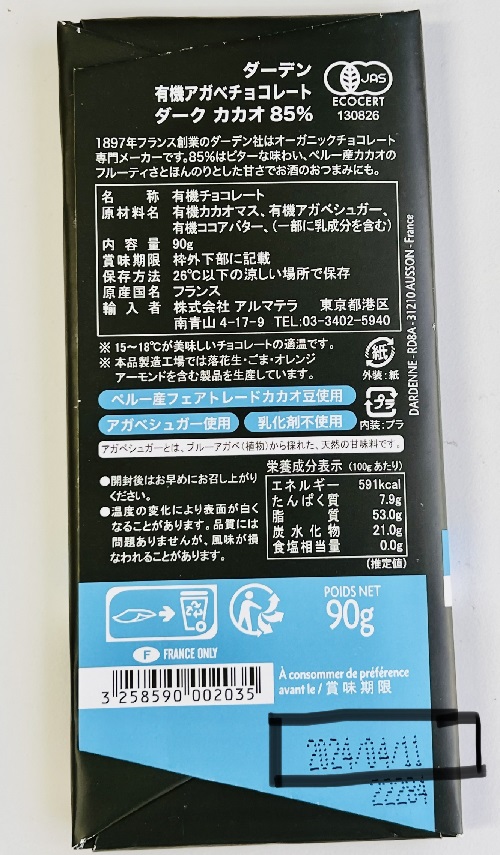 ダーデン
有機アガベチョコレート
ダーク カカオ 85%
JAS
ECOCERT
130826
1897年フランス創業のダーデン社はオーガニックチョコレート
専門メーカーです。85%はビターな味わい、ペルー産カカオの
フルーティさとほんのりとした甘さでお酒のおつまみにも。
名 称 有機チョコレート
原材料名 有機カカオマス、有機アガベシュガー、
有機ココアバター、(一部に乳成分を含む)
内 容 量 90g
賞味期限 枠外下部に記載
保存方法 26℃以下の涼しい場所で保存
原産国名 フランス
輸 入 者 株式会社 アルマテラ 東京都港区
南青山 4-17-9 TEL:03-3402-5940
DARDENNE - RD8A - 31210 AUSSON - France
※ 15～18℃が美味しいチョコレートの適温です。
※ 本品製造工場では落花生・ごま・オレンジ
アーモンドを含む製品を生産しています。
紙
外装:紙
プラ
内装:プラ
ペルー産フェアトレードカカオ豆使用
アガベシュガー使用 乳化剤不使用
アガベシュガーとは、ブルーアガベ(植物)から採れた、天然の甘味料です。
●開封後はお早めにお召し上がり
ください。
●温度の変化により表面が白く
なることがあります。品質には
問題ありませんが、風味が損
なわれることがあります。
栄養成分表示 (100gあたり)
エネルギー 591kcal
たんぱく質 7.9g
脂 質 53.0g
炭水化物 21.0g
食塩相当量 0.0g
(推定値)
POIDS NET
90g
F FRANCE ONLY
3 258590 002035
À consommer de préférence
avant le / 賞味期限
2024/04/11
22284